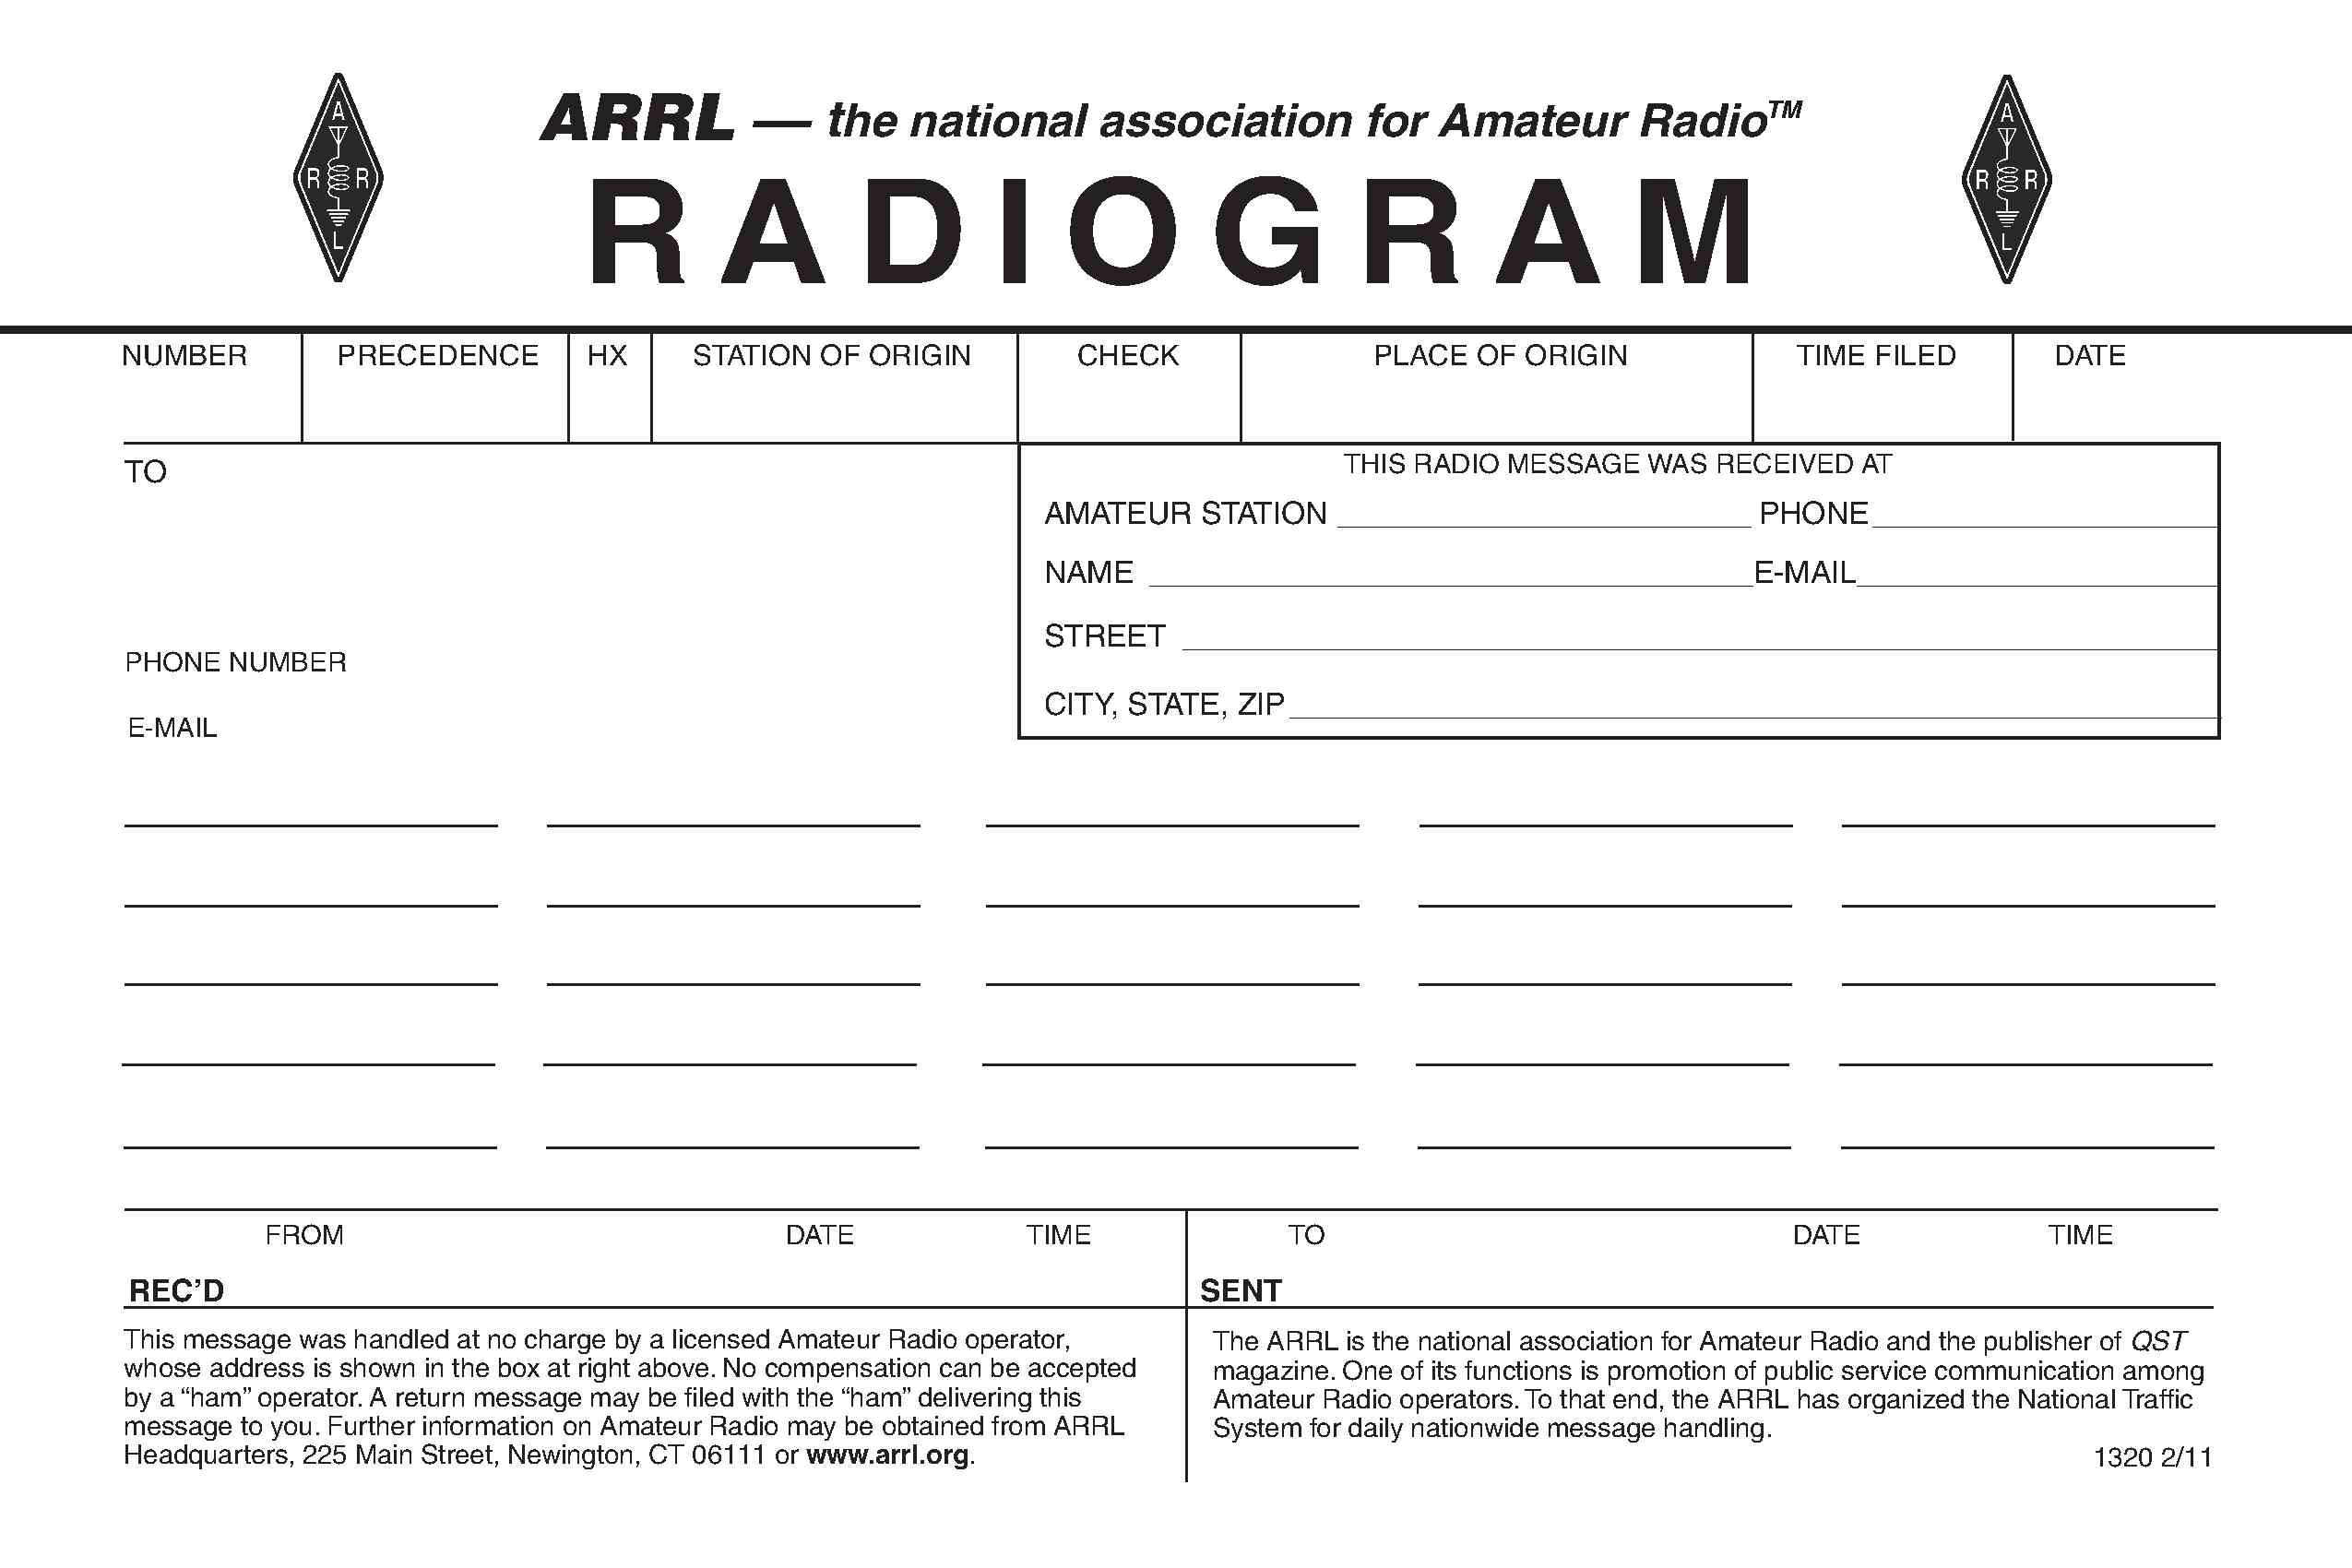 A
R R
L
ARRL — the national association for Amateur Radio™
A
R R
L
RADIOGRAM
NUMBER PRECEDENCE HX STATION OF ORIGIN CHECK PLACE OF ORIGIN TIME FILED DATE
TO
THIS RADIO MESSAGE WAS RECEIVED AT
AMATEUR STATION PHONE
NAME E-MAIL
STREET
CITY, STATE, ZIP
PHONE NUMBER
E-MAIL
FROM DATE TIME
REC’D
TO DATE TIME
SENT
This message was handled at no charge by a licensed Amateur Radio operator,
whose address is shown in the box at right above. No compensation can be accepted
by a “ham” operator. A return message may be filed with the “ham” delivering this
message to you. Further information on Amateur Radio may be obtained from ARRL
Headquarters, 225 Main Street, Newington, CT 06111 or www.arrl.org.
The ARRL is the national association for Amateur Radio and the publisher of QST
magazine. One of its functions is promotion of public service communication among
Amateur Radio operators. To that end, the ARRL has organized the National Traffic
System for daily nationwide message handling.
1320 2/11